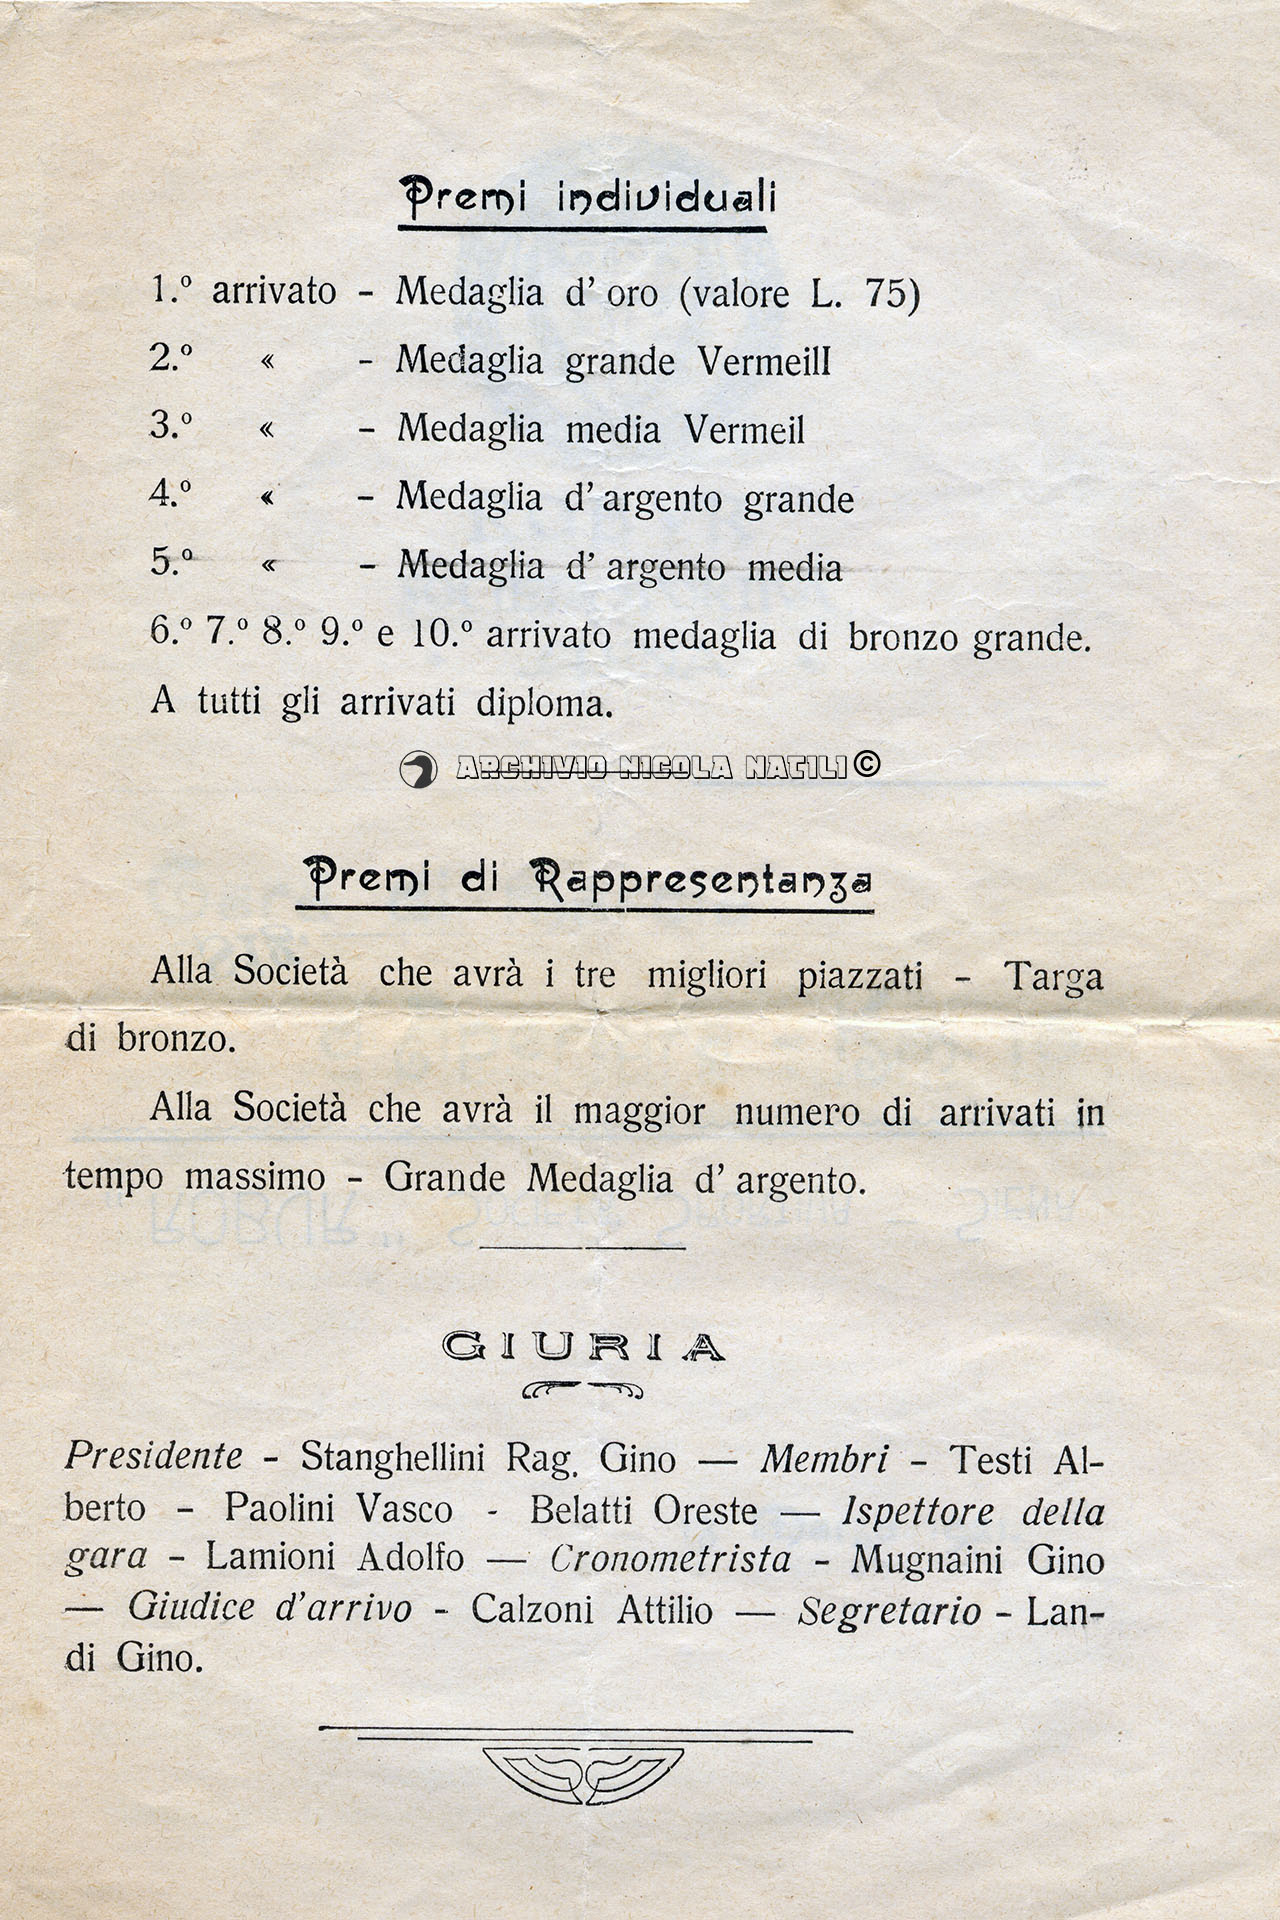 Premi individuali
1.º arrivato - Medaglia d' oro (valore L. 75)
2.º « - Medaglia grande Vermeill
3.º « - Medaglia media Vermeil
4.º « - Medaglia d' argento grande
5.º « - Medaglia d' argento media
6.º 7.º 8.º 9.º e 10.º arrivato medaglia di bronzo grande.
A tutti gli arrivati diploma.
ARCHIVIO NICOLA NATILI©
Premi di Rappresentanza
Alla Società che avrà i tre migliori piazzati - Targa
di bronzo.
Alla Società che avrà il maggior numero di arrivati in
tempo massimo - Grande Medaglia d' argento.
"ROBUR" SOCIETÀ SPORTIVA - SIENA
GIURIA
Presidente - Stanghellini Rag. Gino — Membri - Testi Al-
berto - Paolini Vasco - Belatti Oreste — Ispettore della
gara - Lamioni Adolfo — Cronometrista - Mugnaini Gino
— Giudice d'arrivo - Calzoni Attilio — Segretario - Lan-
di Gino.